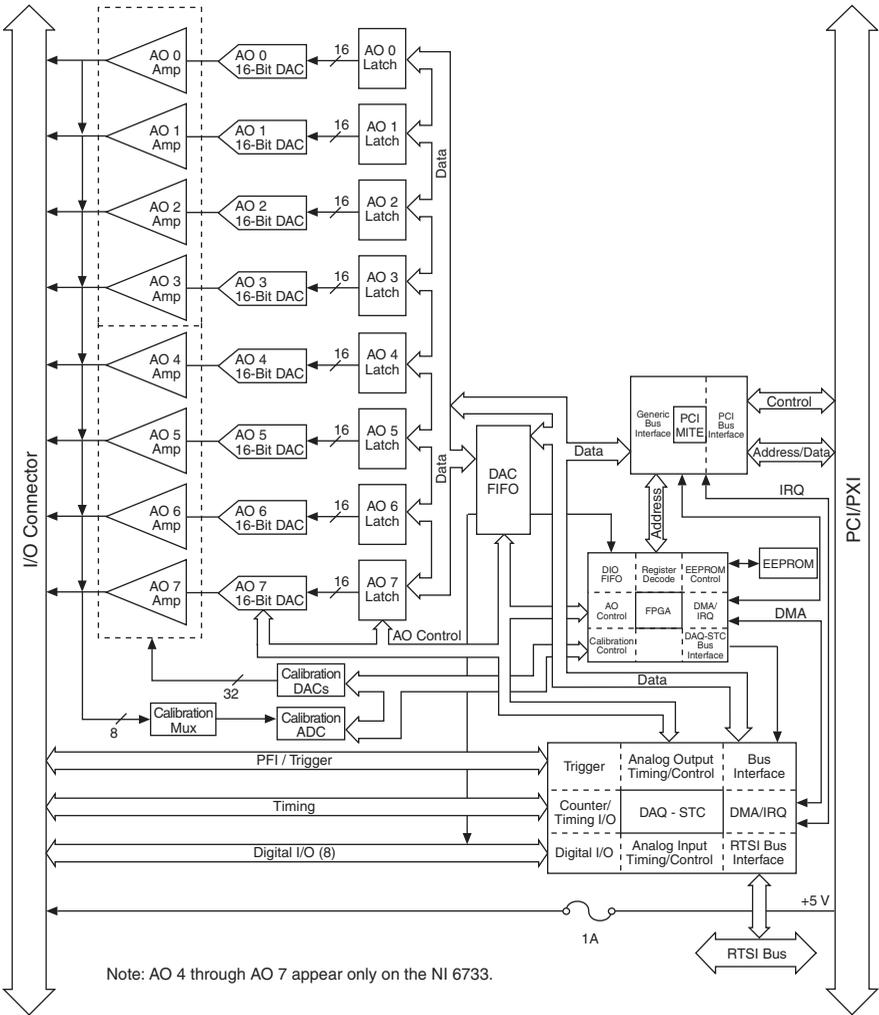 AO 0
Amp
AO 0
16-Bit DAC
16
AO 0
Latch
AO 1
Amp
AO 1
16-Bit DAC
16
AO 1
Latch
Data
AO 2
Amp
AO 2
16-Bit DAC
16
AO 2
Latch
AO 3
Amp
AO 3
16-Bit DAC
16
AO 3
Latch
AO 4
Amp
AO 4
16-Bit DAC
16
AO 4
Latch
AO 5
Amp
AO 5
16-Bit DAC
16
AO 5
Latch
Data
AO 6
Amp
AO 6
16-Bit DAC
16
AO 6
Latch
AO 7
Amp
AO 7
16-Bit DAC
16
AO 7
Latch
I/O Connector
PCI/PXI
DAC
FIFO
Data
Generic
Bus
Interface
PCI
MITE
PCI
Bus
Interface
Control
Address/Data
IRQ
Address
DIO
FIFO
Register
Decode
EEPROM
Control
EEPROM
AO
Control
FPGA
DMA/
IRQ
DMA
Calibration
Control
DAQ-STC
Bus
Interface
AO Control
Data
32
Calibration
DACs
8
Calibration
Mux
Calibration
ADC
PFI / Trigger
Timing
Digital I/O (8)
Trigger
Analog Output
Timing/Control
Bus
Interface
Counter/
Timing I/O
DAQ - STC
DMA/IRQ
Digital I/O
Analog Input
Timing/Control
RTSI Bus
Interface
+5 V
1A
RTSI Bus
Note: AO 4 through AO 7 appear only on the NI 6733.